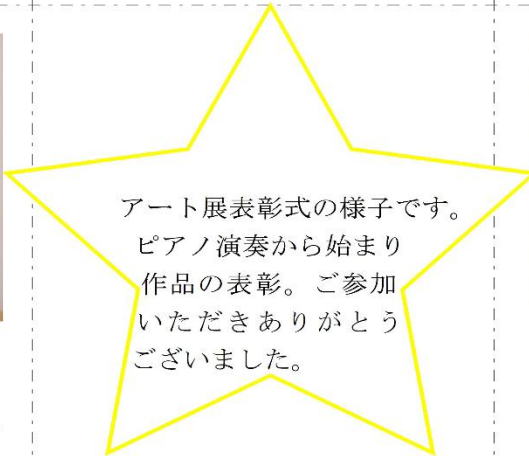 アート展表彰式の様子です。
ピアノ演奏から始まり
作品の表彰。ご参加
いただきありがとう
ございました。